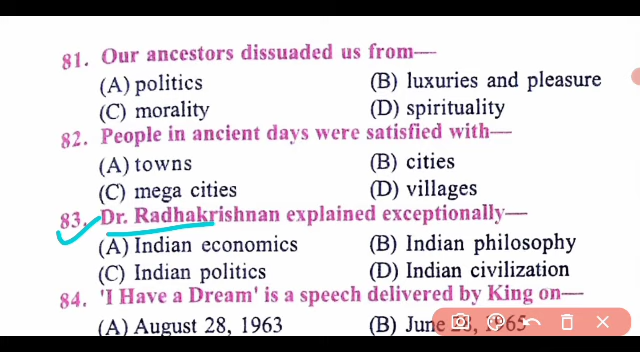 81. Our ancestors dissuaded us from—
(A) politics (B) luxuries and pleasure
(C) morality (D) spirituality
82. People in ancient days were satisfied with—
(A) towns (B) cities
(C) mega cities (D) villages
83. Dr. Radhakrishnan explained exceptionally—
(A) Indian economics (B) Indian philosophy
(C) Indian politics (D) Indian civilization
84. 'I Have a Dream' is a speech delivered by King on—
(A) August 28, 1963 (B) June 1965